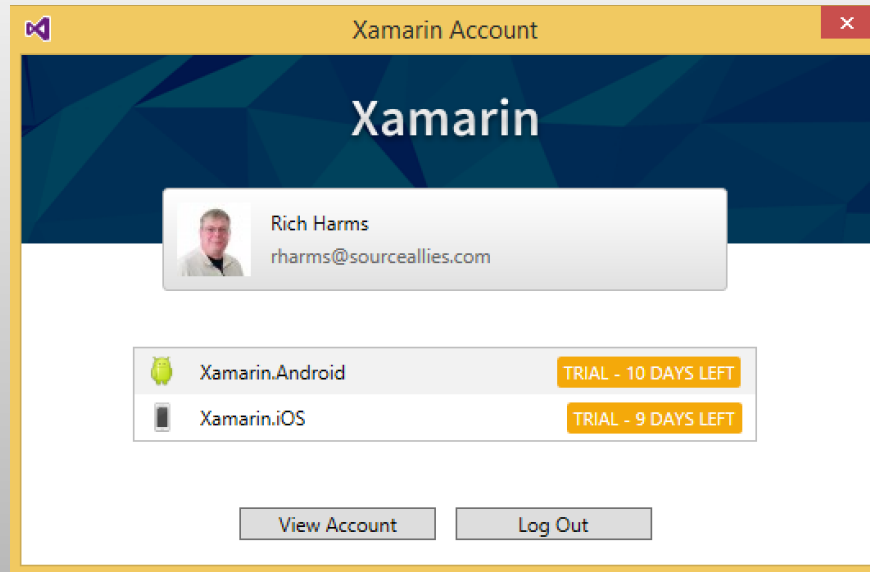 Xamarin Account
Xamarin
Rich Harms
rharms@sourceallies.com
Xamarin.Android TRIAL - 10 DAYS LEFT
Xamarin.iOS TRIAL - 9 DAYS LEFT
View Account Log Out